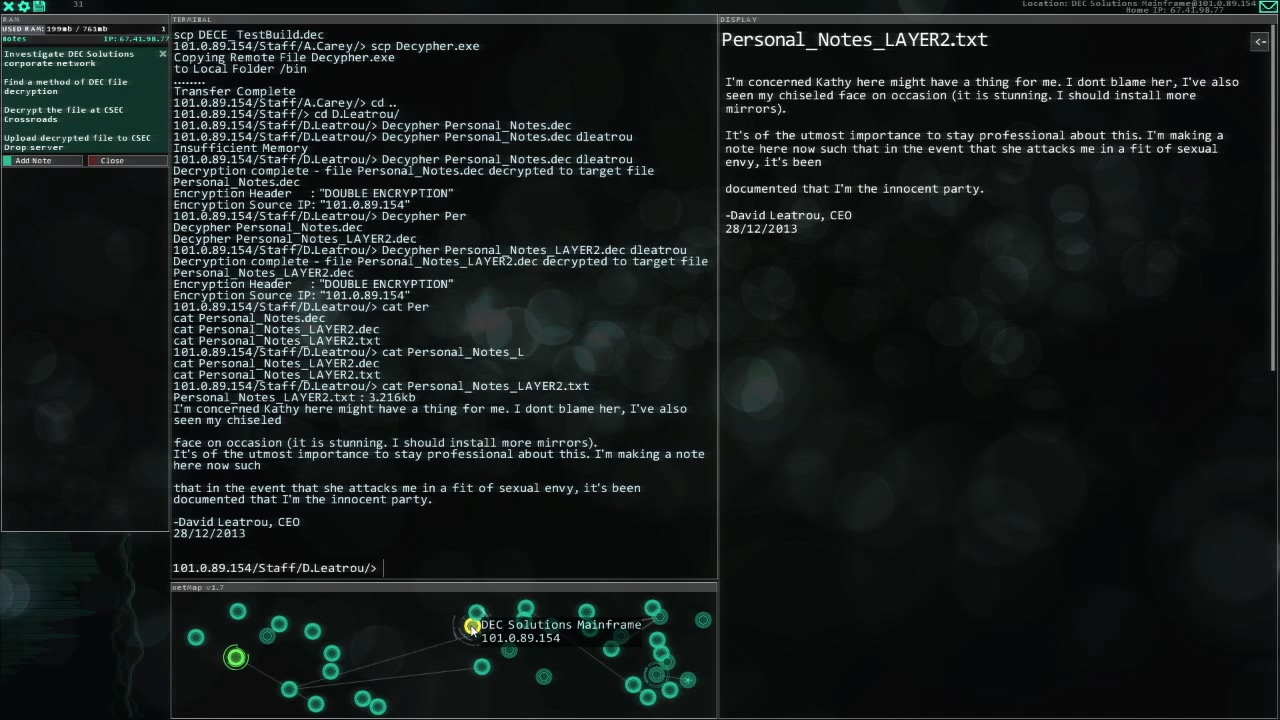 31
Location: DEC Solutions Mainframe@101.0.89.154
Home IP: 67.41.98.77
RAM
USED RAM: 199mb / 761mb 1
Notes IP: 67.41.98.77
Investigate DEC Solutions
corporate network
Find a method of DEC file
decryption
Decrypt the file at CSEC
Crossroads
Upload decrypted file to CSEC
Drop server
Add Note Close
TERMINAL
scp DECE_TestBuild.dec
101.0.89.154/Staff/A.Carey/> scp Decypher.exe
Copying Remote File Decypher.exe
to Local Folder /bin
........
Transfer Complete
101.0.89.154/Staff/A.Carey/> cd ..
101.0.89.154/Staff/> cd D.Leatrou/
101.0.89.154/Staff/D.Leatrou/> Decypher Personal_Notes.dec
101.0.89.154/Staff/D.Leatrou/> Decypher Personal_Notes.dec dleatrou
Insufficient Memory
101.0.89.154/Staff/D.Leatrou/> Decypher Personal_Notes.dec dleatrou
Decryption complete - file Personal_Notes.dec decrypted to target file
Personal_Notes.dec
Encryption Header   : "DOUBLE ENCRYPTION"
Encryption Source IP: "101.0.89.154"
101.0.89.154/Staff/D.Leatrou/> Decypher Per
Decypher Personal_Notes.dec
Decypher Personal_Notes_LAYER2.dec
101.0.89.154/Staff/D.Leatrou/> Decypher Personal_Notes_LAYER2.dec dleatrou
Decryption complete - file Personal_Notes_LAYER2.dec decrypted to target file
Personal_Notes_LAYER2.dec
Encryption Header   : "DOUBLE ENCRYPTION"
Encryption Source IP: "101.0.89.154"
101.0.89.154/Staff/D.Leatrou/> cat Per
cat Personal_Notes.dec
cat Personal_Notes_LAYER2.dec
cat Personal_Notes_LAYER2.txt
101.0.89.154/Staff/D.Leatrou/> cat Personal_Notes_L
cat Personal_Notes_LAYER2.dec
cat Personal_Notes_LAYER2.txt
101.0.89.154/Staff/D.Leatrou/> cat Personal_Notes_LAYER2.txt
Personal_Notes_LAYER2.txt : 3.216kb
I'm concerned Kathy here might have a thing for me. I dont blame her, I've also
seen my chiseled
face on occasion (it is stunning. I should install more mirrors).
It's of the utmost importance to stay professional about this. I'm making a note
here now such
that in the event that she attacks me in a fit of sexual envy, it's been
documented that I'm the innocent party.
-David Leatrou, CEO
28/12/2013
101.0.89.154/Staff/D.Leatrou/>
netMap v1.7
DEC Solutions Mainframe
101.0.89.154
DISPLAY
Personal_Notes_LAYER2.txt
<-
I'm concerned Kathy here might have a thing for me. I dont blame her, I've also
seen my chiseled face on occasion (it is stunning. I should install more
mirrors).
It's of the utmost importance to stay professional about this. I'm making a
note here now such that in the event that she attacks me in a fit of sexual
envy, it's been
documented that I'm the innocent party.
-David Leatrou, CEO
28/12/2013